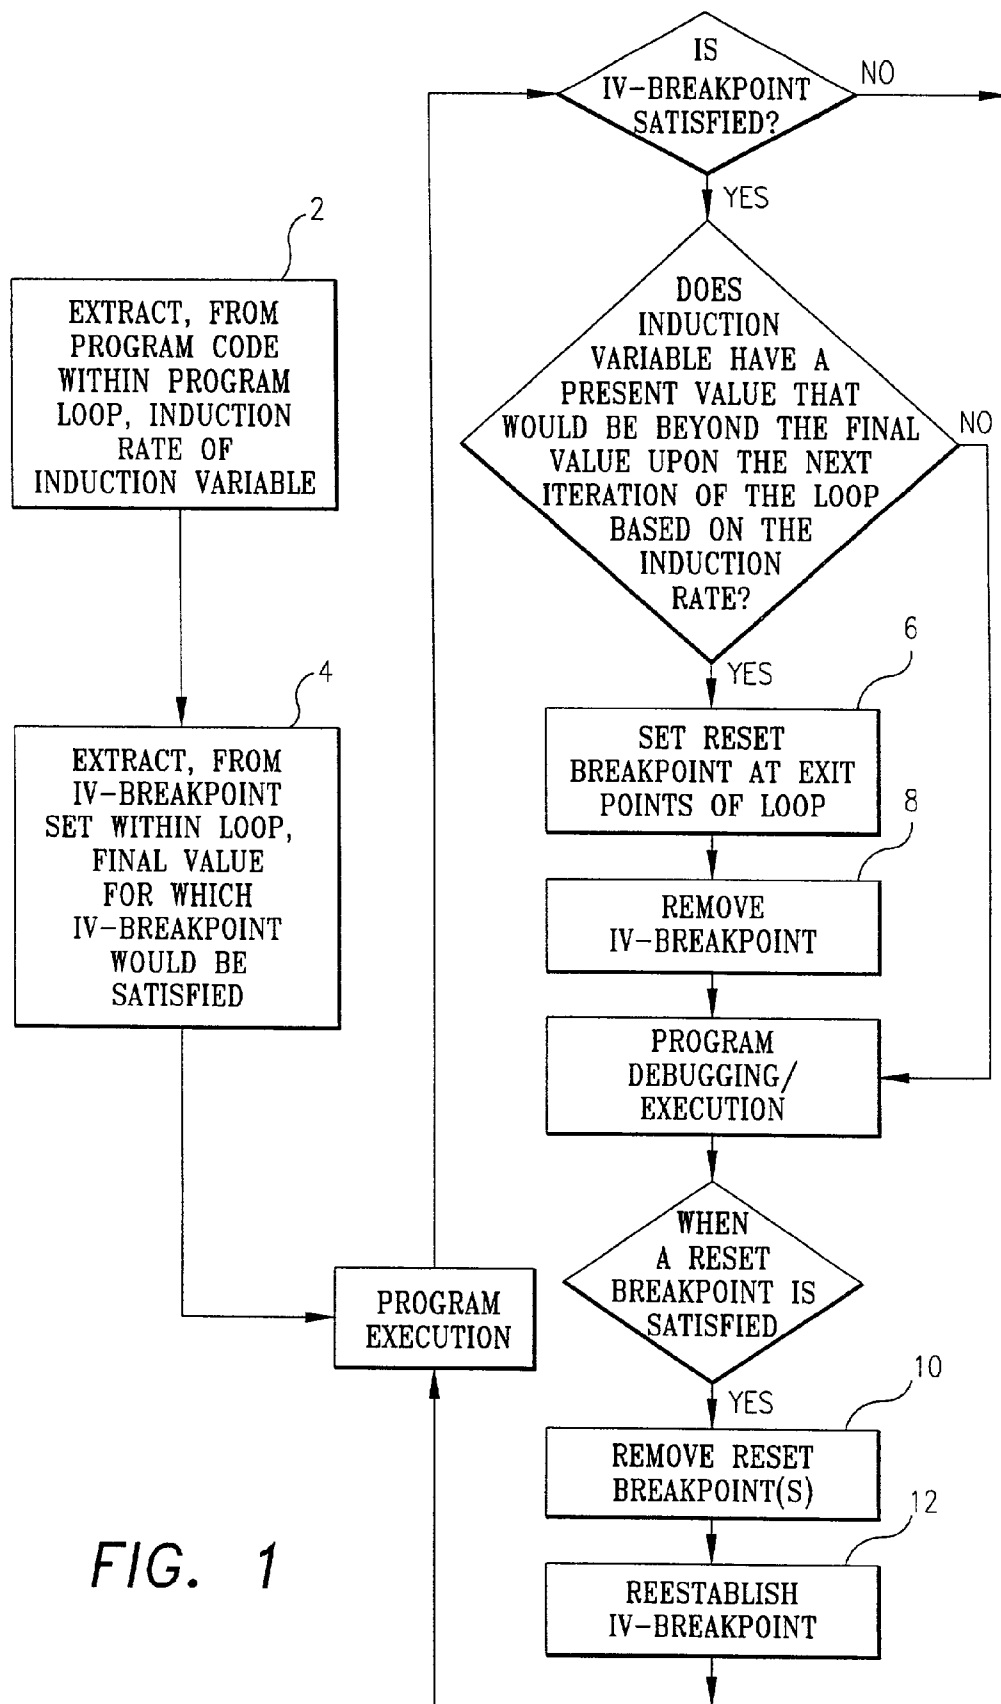 2
EXTRACT, FROM
PROGRAM CODE
WITHIN PROGRAM
LOOP, INDUCTION
RATE OF
INDUCTION VARIABLE
4
EXTRACT, FROM
IV-BREAKPOINT
SET WITHIN LOOP,
FINAL VALUE
FOR WHICH
IV-BREAKPOINT
WOULD BE
SATISFIED
PROGRAM
EXECUTION
IS
IV-BREAKPOINT
SATISFIED?
NO
YES
DOES
INDUCTION
VARIABLE HAVE A
PRESENT VALUE THAT
WOULD BE BEYOND THE FINAL
VALUE UPON THE NEXT
ITERATION OF THE LOOP
BASED ON THE
INDUCTION
RATE?
NO
YES
6
SET RESET
BREAKPOINT AT EXIT
POINTS OF LOOP
8
REMOVE
IV-BREAKPOINT
PROGRAM
DEBUGGING/
EXECUTION
WHEN
A RESET
BREAKPOINT IS
SATISFIED
YES
10
REMOVE RESET
BREAKPOINT(S)
12
REESTABLISH
IV-BREAKPOINT
FIG. 1